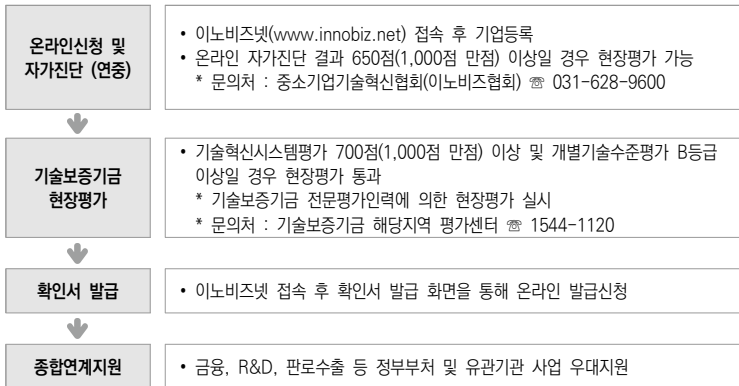 온라인신청 및
자가진단 (연중)
• 이노비즈넷(www.innobiz.net) 접속 후 기업등록
• 온라인 자가진단 결과 650점(1,000점 만점) 이상일 경우 현장평가 가능
* 문의처 : 중소기업기술혁신협회(이노비즈협회) ☏ 031-628-9600
기술보증기금
현장평가
• 기술혁신시스템평가 700점(1,000점 만점) 이상 및 개별기술수준평가 B등급
이상일 경우 현장평가 통과
* 기술보증기금 전문평가인력에 의한 현장평가 실시
* 문의처 : 기술보증기금 해당지역 평가센터 ☏ 1544-1120
확인서 발급
• 이노비즈넷 접속 후 확인서 발급 화면을 통해 온라인 발급신청
종합연계지원
• 금융, R&D, 판로수출 등 정부부처 및 유관기관 사업 우대지원